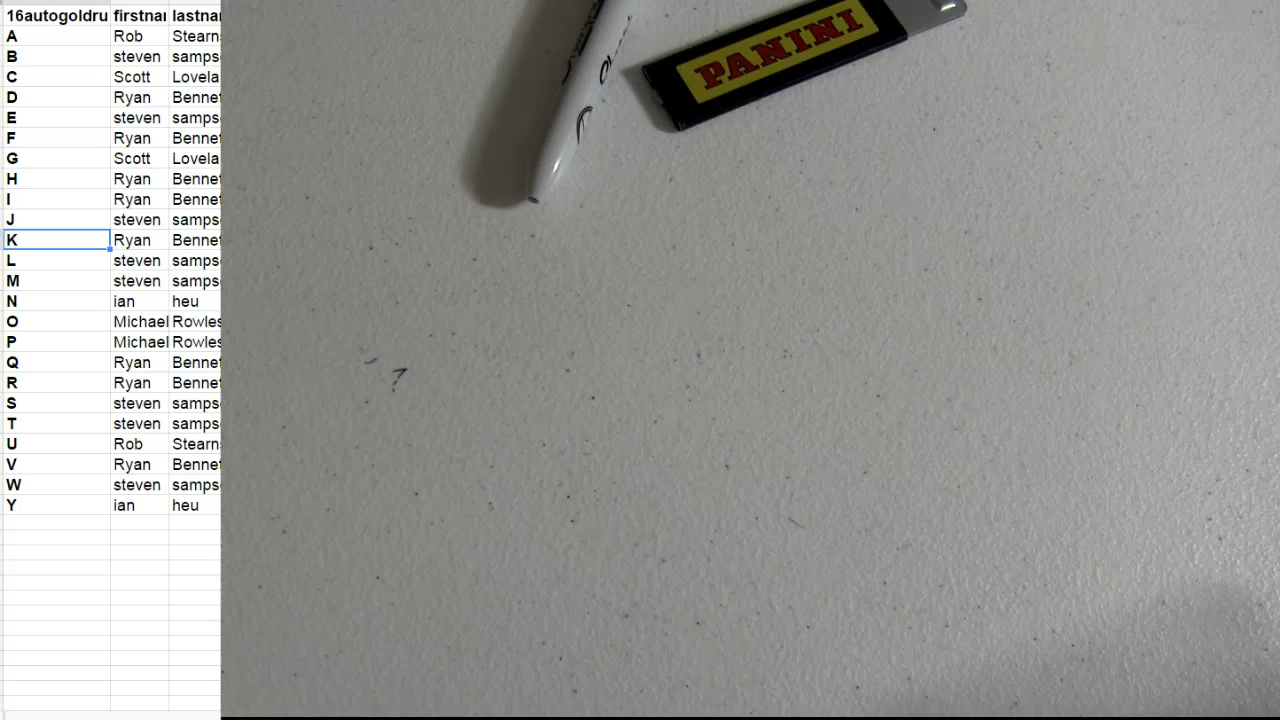 16autogoldru firstnar lastnar
A Rob Stearn
B steven samps
C Scott Lovela
D Ryan Bennet
E steven samps
F Ryan Bennet
G Scott Lovela
H Ryan Bennet
I Ryan Bennet
J steven samps
K Ryan Bennet
L steven samps
M steven samps
N ian heu
O Michael Rowles
P Michael Rowles
Q Ryan Bennet
R Ryan Bennet
S steven samps
T steven samps
U Rob Stearn
V Ryan Bennet
W steven samps
Y ian heu
PANINI